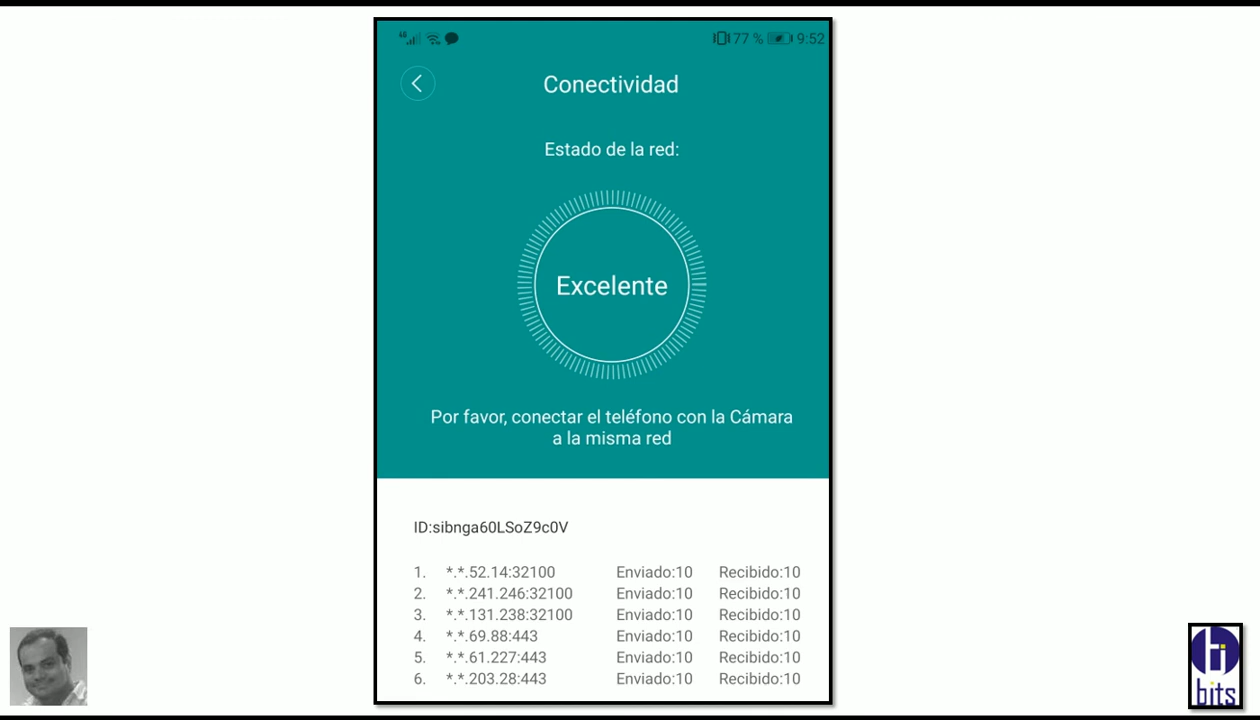 4G 77 % 9:52
Conectividad
Estado de la red:
Excelente
Por favor, conectar el teléfono con la Cámara
a la misma red
ID:sibnga60LSoZ9c0V
1. *.*.52.14:32100 Enviado:10 Recibido:10
2. *.*.241.246:32100 Enviado:10 Recibido:10
3. *.*.131.238:32100 Enviado:10 Recibido:10
4. *.*.69.88:443 Enviado:10 Recibido:10
5. *.*.61.227:443 Enviado:10 Recibido:10
6. *.*.203.28:443 Enviado:10 Recibido:10
bits